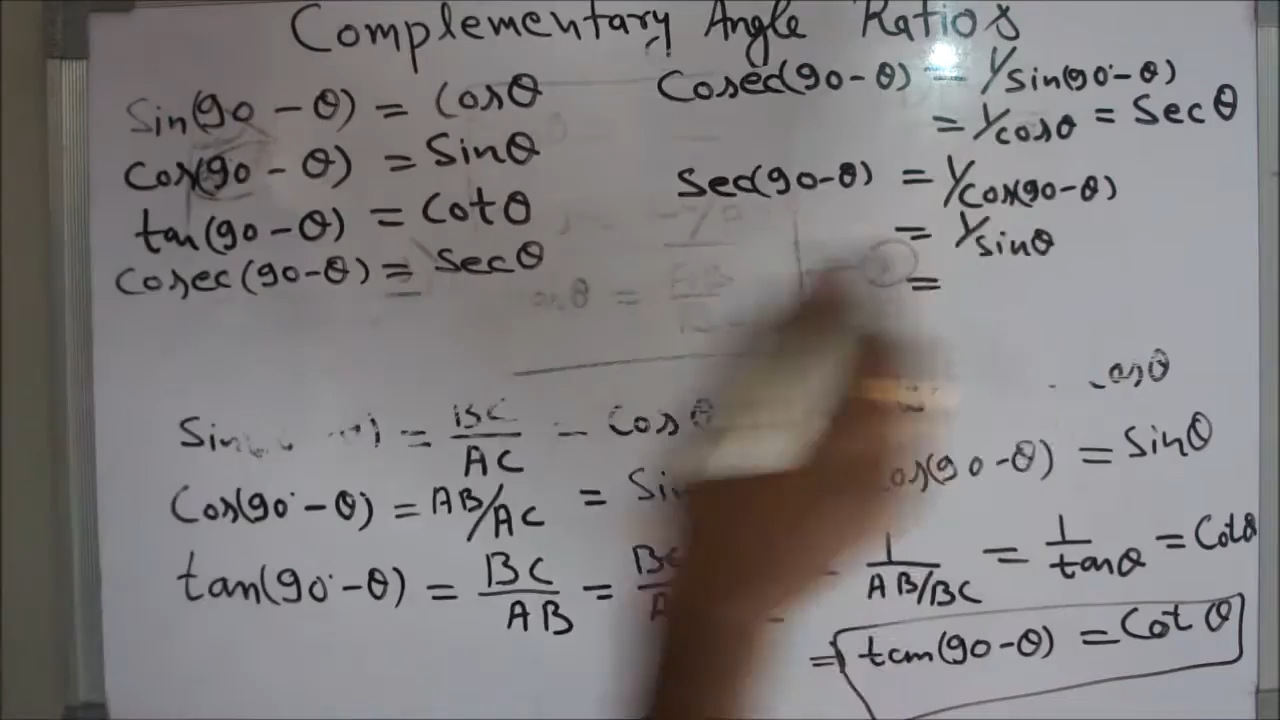 Complementary Angle Ratios
Sin(90 - θ) = Cosθ
Cos(90 - θ) = Sinθ
tan(90 - θ) = Cotθ
Cosec(90-θ) = Secθ
Cosec(90-θ) = 1/Sin(90°-θ)
= 1/cosθ = Secθ
Sec(90-θ) = 1/Cos(90-θ)
= 1/sinθ
=
Sin = BC/AC = Cosθ
Cos(90°-θ) = AB/AC =
tan(90°-θ) = BC/AB =
(90-θ) = Sinθ
1/AB/BC = 1/tanθ = Cotθ
= tan(90-θ) = Cot θ